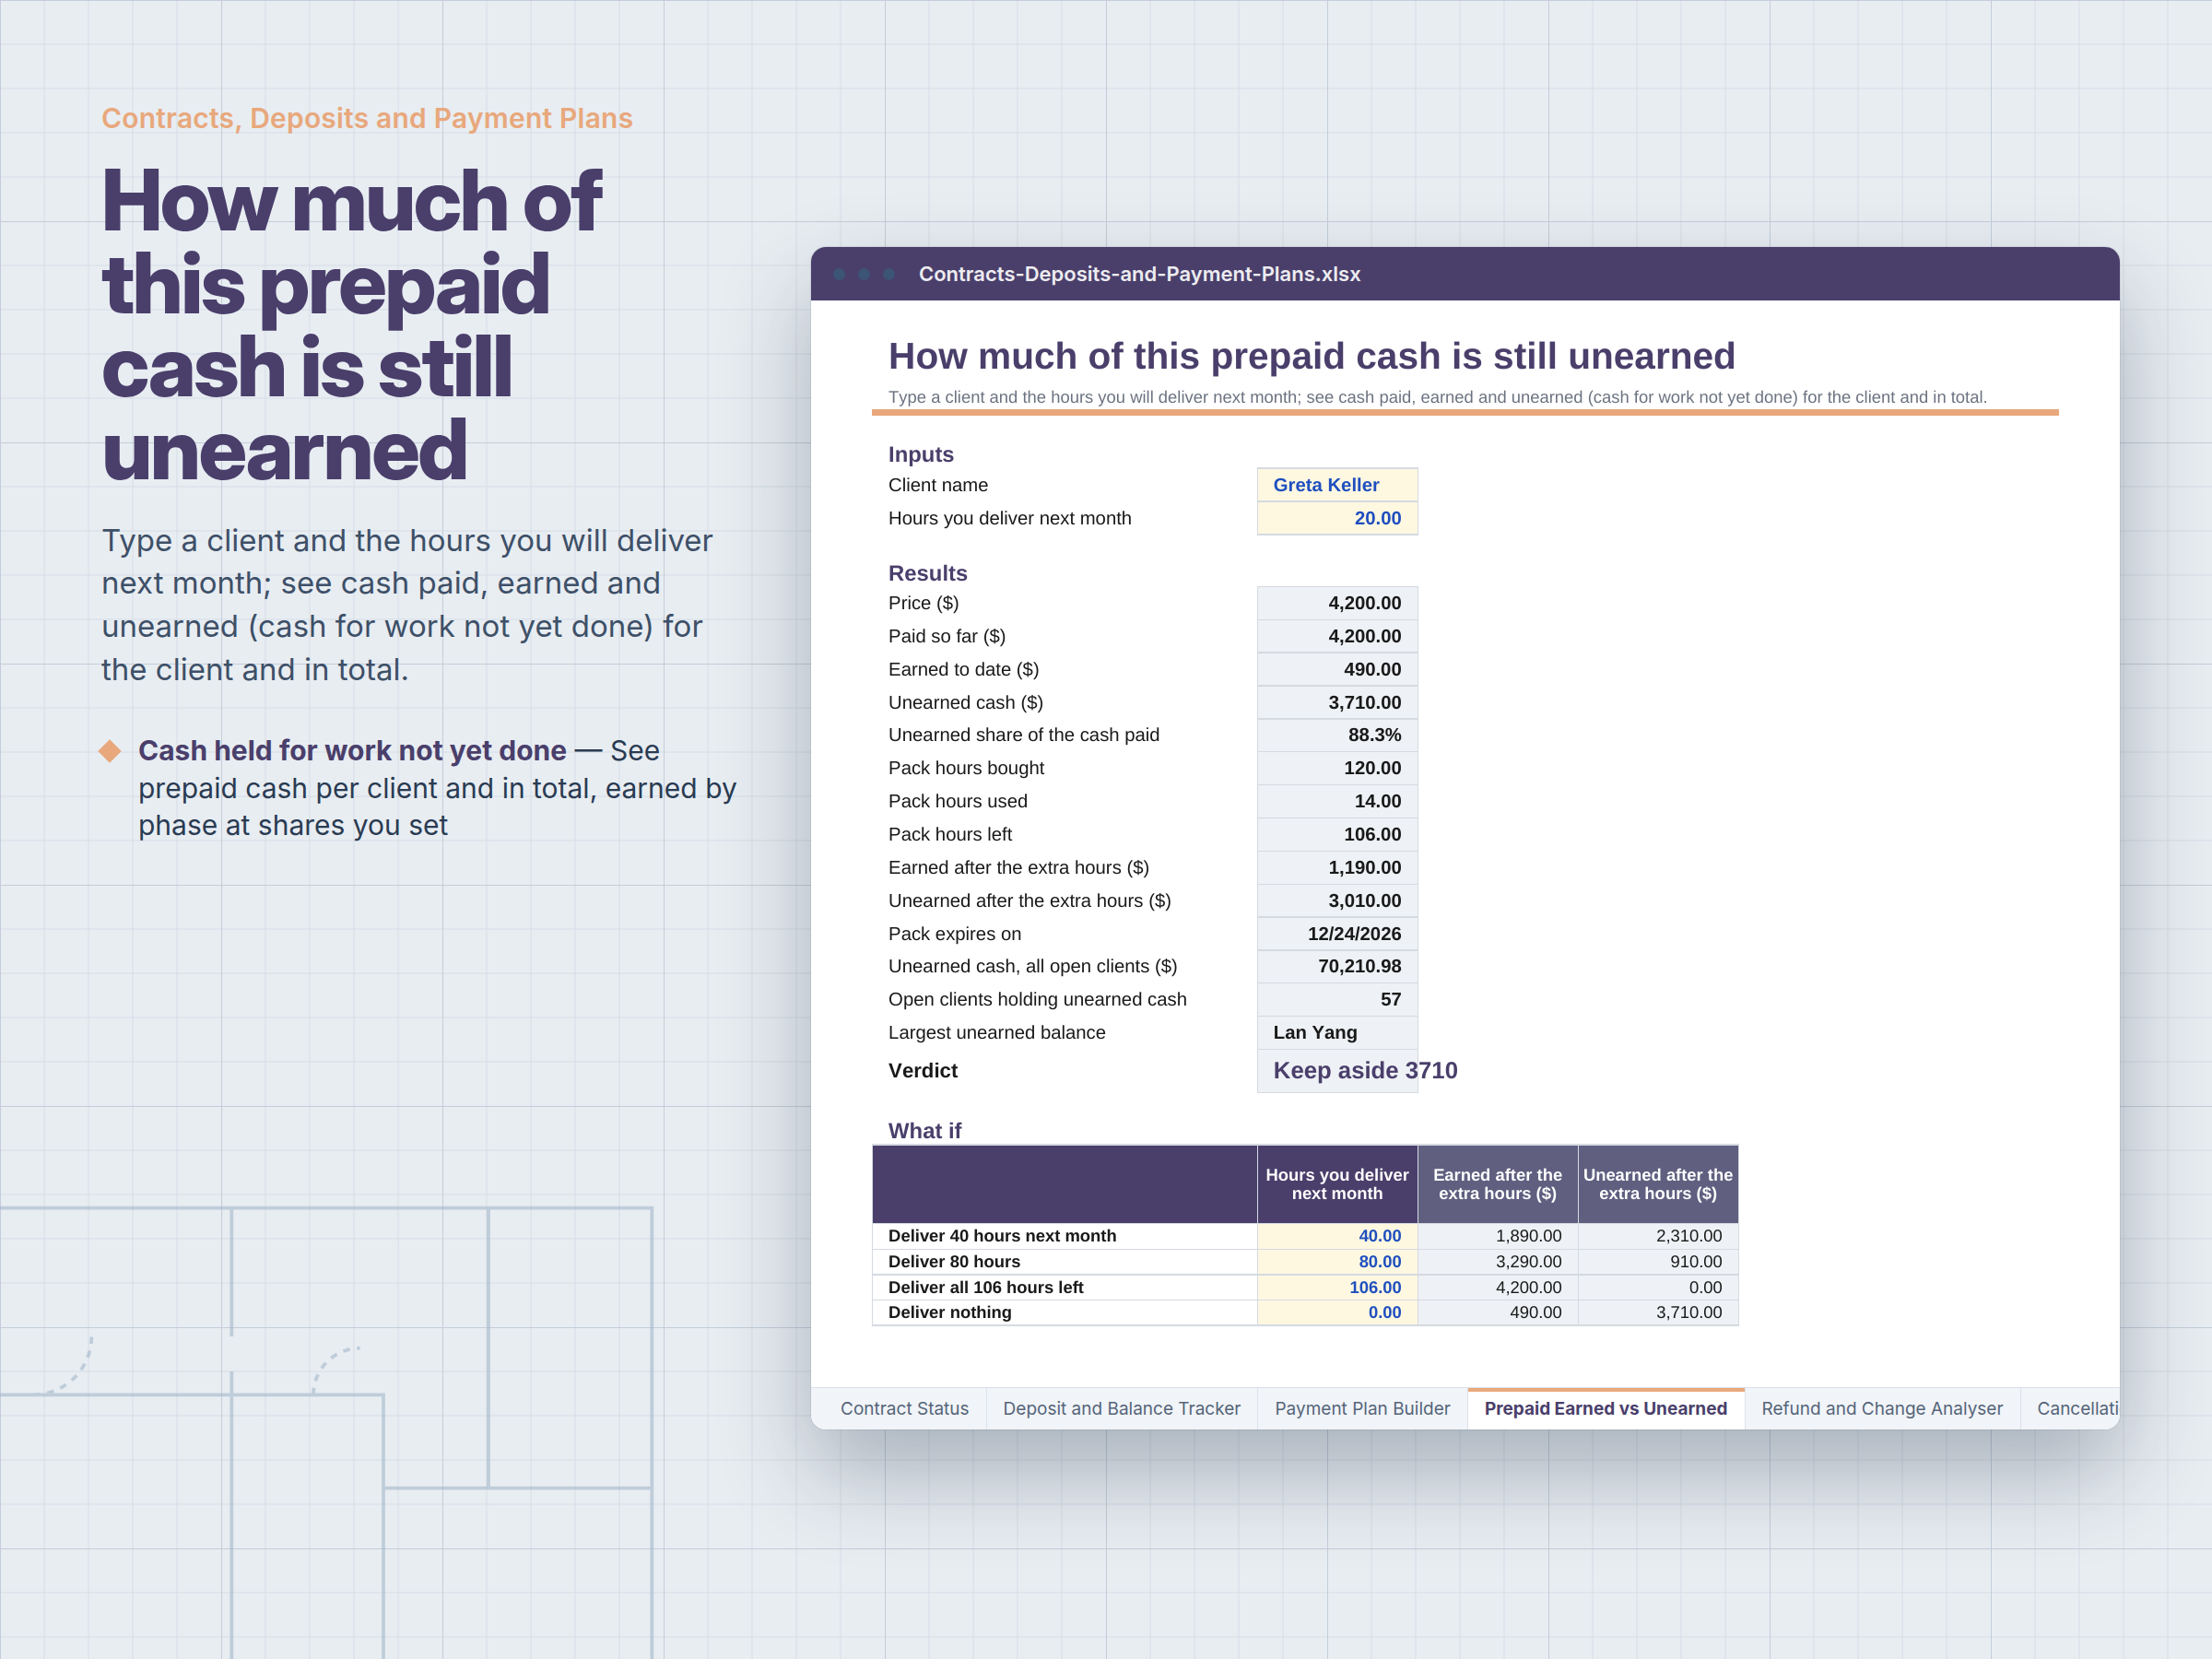 Contracts, Deposits and Payment Plans
How much of
this prepaid
cash is still
unearned
Type a client and the hours you will deliver
next month; see cash paid, earned and
unearned (cash for work not yet done) for
the client and in total.
Cash held for work not yet done — See
prepaid cash per client and in total, earned by
phase at shares you set
Contracts-Deposits-and-Payment-Plans.xlsx
How much of this prepaid cash is still unearned
Type a client and the hours you will deliver next month; see cash paid, earned and unearned (cash for work not yet done) for the client and in total.
Inputs
Client name Greta Keller
Hours you deliver next month 20.00
Results
Price ($) 4,200.00
Paid so far ($) 4,200.00
Earned to date ($) 490.00
Unearned cash ($) 3,710.00
Unearned share of the cash paid 88.3%
Pack hours bought 120.00
Pack hours used 14.00
Pack hours left 106.00
Earned after the extra hours ($) 1,190.00
Unearned after the extra hours ($) 3,010.00
Pack expires on 12/24/2026
Unearned cash, all open clients ($) 70,210.98
Open clients holding unearned cash 57
Largest unearned balance Lan Yang
Verdict Keep aside 3710
What if
Hours you deliver next month Earned after the extra hours ($) Unearned after the extra hours ($)
Deliver 40 hours next month 40.00 1,890.00 2,310.00
Deliver 80 hours 80.00 3,290.00 910.00
Deliver all 106 hours left 106.00 4,200.00 0.00
Deliver nothing 0.00 490.00 3,710.00
Contract Status Deposit and Balance Tracker Payment Plan Builder Prepaid Earned vs Unearned Refund and Change Analyser Cancellati